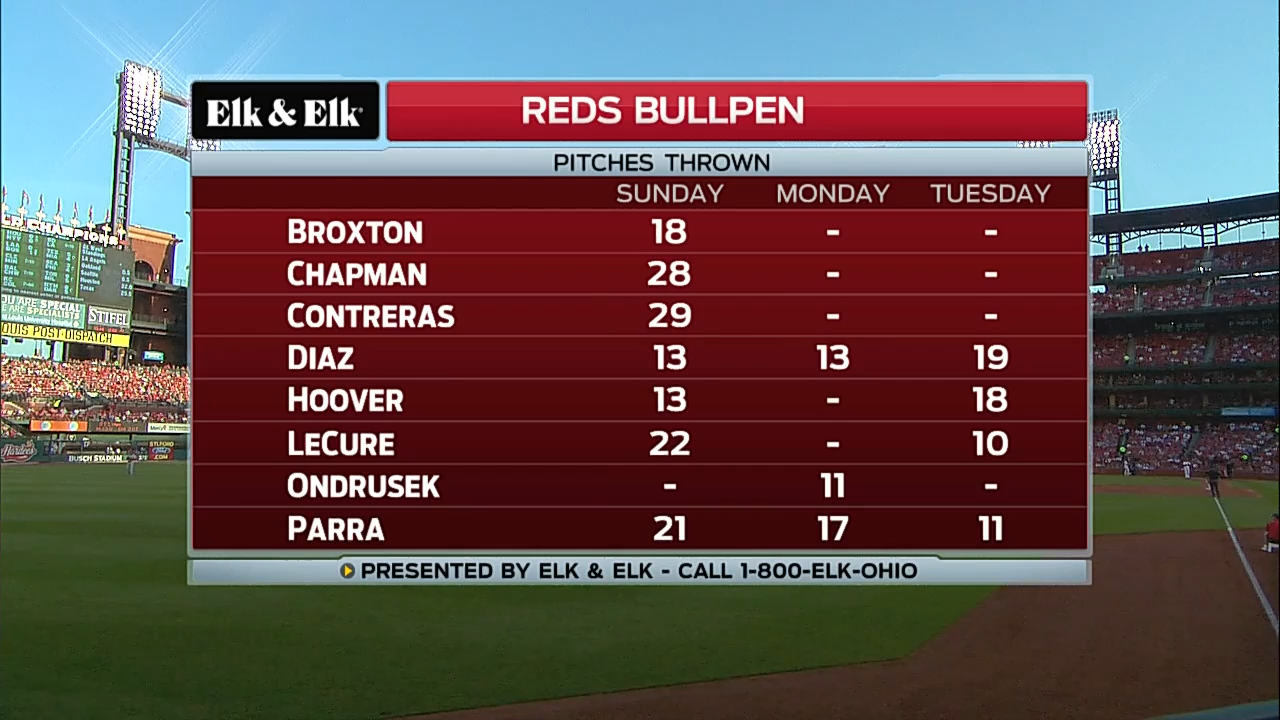 Elk & Elk
REDS BULLPEN
PITCHES THROWN
SUNDAY MONDAY TUESDAY
BROXTON 18 - -
CHAPMAN 28 - -
CONTRERAS 29 - -
DIAZ 13 13 19
HOOVER 13 - 18
LECURE 22 - 10
ONDRUSEK - 11 -
PARRA 21 17 11
PRESENTED BY ELK & ELK - CALL 1-800-ELK-OHIO
CHAMPIONS
STIFEL
POST-DISPATCH
Hardee's
BUSCH STADIUM